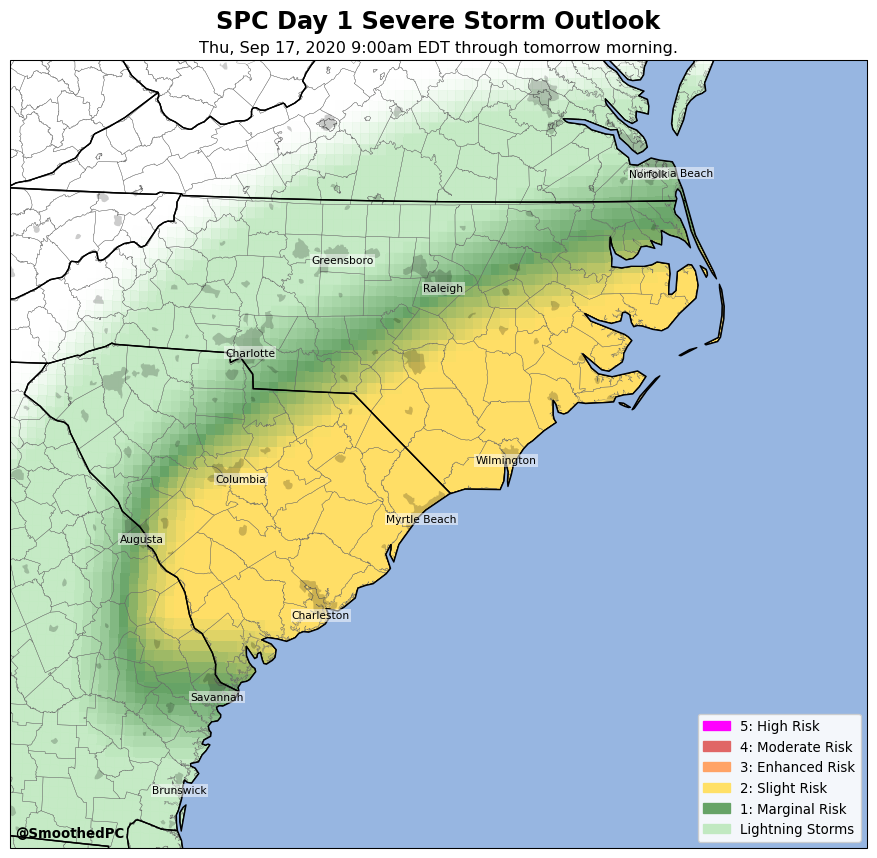 SPC Day 1 Severe Storm Outlook
Thu, Sep 17, 2020 9:00am EDT through tomorrow morning.
Norfolk
Beach
Greensboro
Raleigh
Charlotte
Wilmington
Columbia
Myrtle Beach
Augusta
Charleston
Savannah
Brunswick
5: High Risk
4: Moderate Risk
3: Enhanced Risk
2: Slight Risk
1: Marginal Risk
Lightning Storms
@SmoothedPC